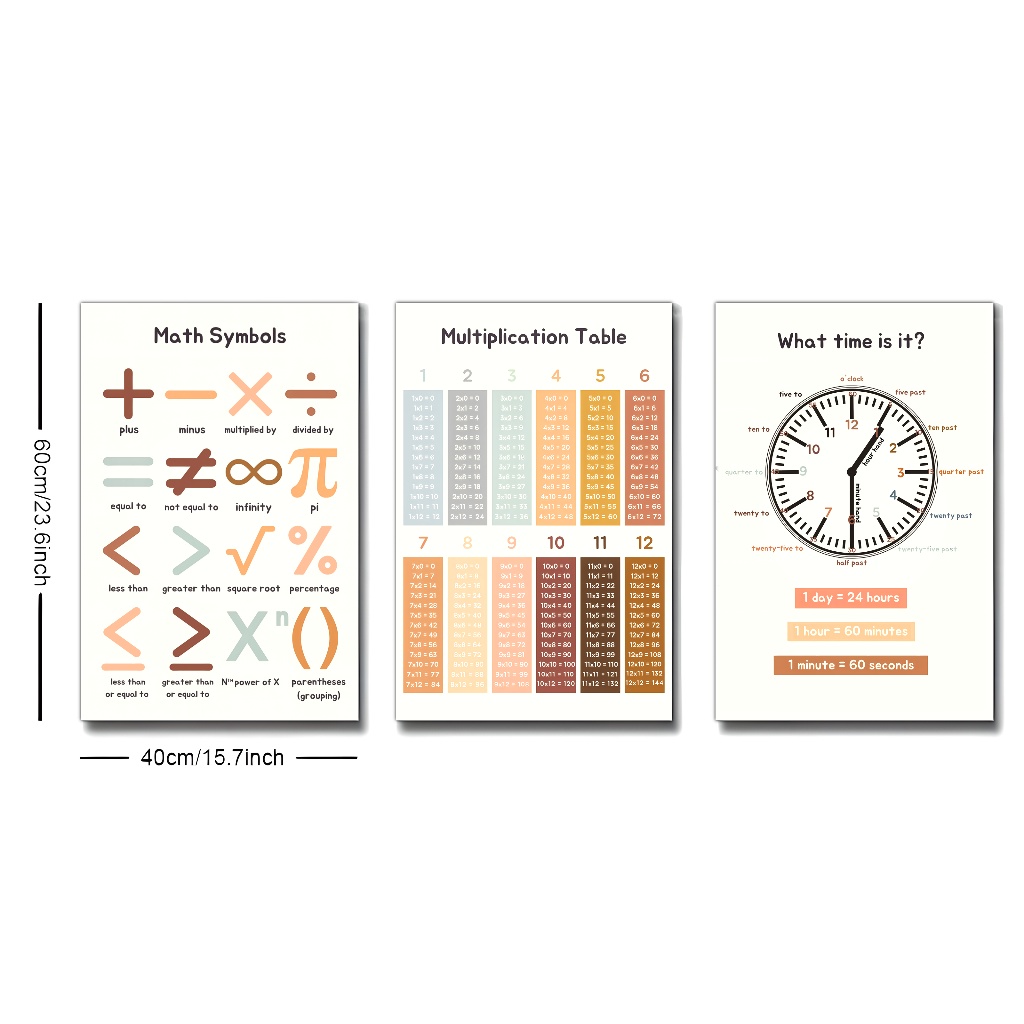 60cm/23.6inch
40cm/15.7inch
Math Symbols
plus
minus
multiplied by
divided by
equal to
not equal to
infinity
pi
less than
greater than
square root
percentage
less than
or equal to
greater than
or equal to
X n
Nᵀᴴ power of X
parentheses
(grouping)
Multiplication Table
1 2 3 4 5 6
1x0 = 0 2x0 = 0 3x0 = 0 4x0 = 0 5x0 = 0 6x0 = 0
1x1 = 1 2x1 = 2 3x1 = 3 4x1 = 4 5x1 = 5 6x1 = 6
1x2 = 2 2x2 = 4 3x2 = 6 4x2 = 8 5x2 = 10 6x2 = 12
1x3 = 3 2x3 = 6 3x3 = 9 4x3 = 12 5x3 = 15 6x3 = 18
1x4 = 4 2x4 = 8 3x4 = 12 4x4 = 16 5x4 = 20 6x4 = 24
1x5 = 5 2x5 = 10 3x5 = 15 4x5 = 20 5x5 = 25 6x5 = 30
1x6 = 6 2x6 = 12 3x6 = 18 4x6 = 24 5x6 = 30 6x6 = 36
1x7 = 7 2x7 = 14 3x7 = 21 4x7 = 28 5x7 = 35 6x7 = 42
1x8 = 8 2x8 = 16 3x8 = 24 4x8 = 32 5x8 = 40 6x8 = 48
1x9 = 9 2x9 = 18 3x9 = 27 4x9 = 36 5x9 = 45 6x9 = 54
1x10 = 10 2x10 = 20 3x10 = 30 4x10 = 40 5x10 = 50 6x10 = 60
1x11 = 11 2x11 = 22 3x11 = 33 4x11 = 44 5x11 = 55 6x11 = 66
1x12 = 12 2x12 = 24 3x12 = 36 4x12 = 48 5x12 = 60 6x12 = 72
7 8 9 10 11 12
7x0 = 0 8x0 = 0 9x0 = 0 10x0 = 0 11x0 = 0 12x0 = 0
7x1 = 7 8x1 = 8 9x1 = 9 10x1 = 10 11x1 = 11 12x1 = 12
7x2 = 14 8x2 = 16 9x2 = 18 10x2 = 20 11x2 = 22 12x2 = 24
7x3 = 21 8x3 = 24 9x3 = 27 10x3 = 30 11x3 = 33 12x3 = 36
7x4 = 28 8x4 = 32 9x4 = 36 10x4 = 40 11x4 = 44 12x4 = 48
7x5 = 35 8x5 = 40 9x5 = 45 10x5 = 50 11x5 = 55 12x5 = 60
7x6 = 42 8x6 = 48 9x6 = 54 10x6 = 60 11x6 = 66 12x6 = 72
7x7 = 49 8x7 = 56 9x7 = 63 10x7 = 70 11x7 = 77 12x7 = 84
7x8 = 56 8x8 = 64 9x8 = 72 10x8 = 80 11x8 = 88 12x8 = 96
7x9 = 63 8x9 = 72 9x9 = 81 10x9 = 90 11x9 = 99 12x9 = 108
7x10 = 70 8x10 = 80 9x10 = 90 10x10 = 100 11x10 = 110 12x10 = 120
7x11 = 77 8x11 = 88 9x11 = 99 10x11 = 110 11x11 = 121 12x11 = 132
7x12 = 84 8x12 = 96 9x12 = 108 10x12 = 120 11x12 = 132 12x12 = 144
What time is it?
o'clock
five past
ten past
quarter past
twenty past
twenty-five past
half past
twenty-five to
twenty to
quarter to
ten to
five to
12
2
3
4
5
7
8
9
10
11
hour hand
minute hand
1 day = 24 hours
1 hour = 60 minutes
1 minute = 60 seconds